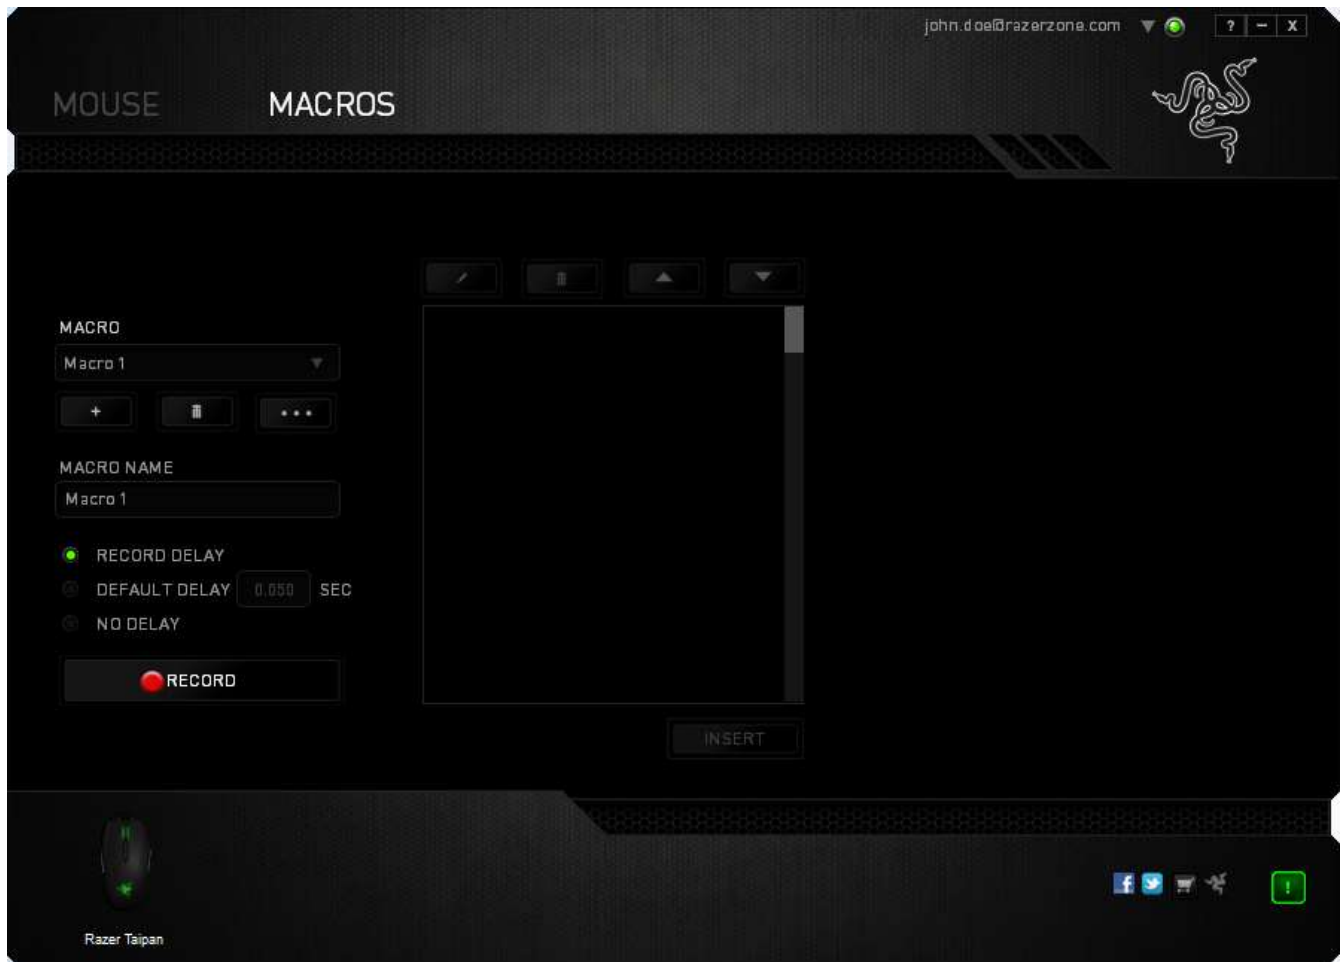 john.doe@razerzone.com
? − X
MOUSE MACROS
MACRO
Macro 1
+ •••
MACRO NAME
Macro 1
RECORD DELAY
DEFAULT DELAY 0.050 SEC
NO DELAY
RECORD
INSERT
f
!
Razer Taipan